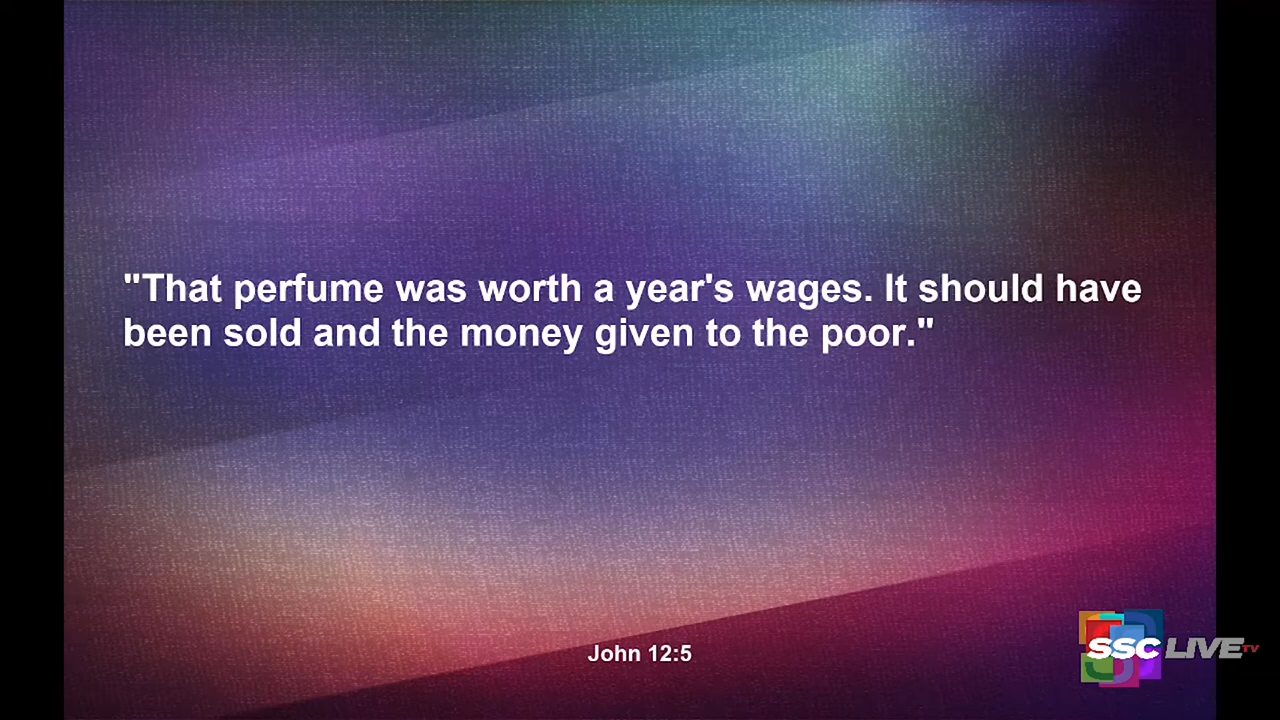 "That perfume was worth a year's wages. It should have
been sold and the money given to the poor."
John 12:5
SSC LIVE TV